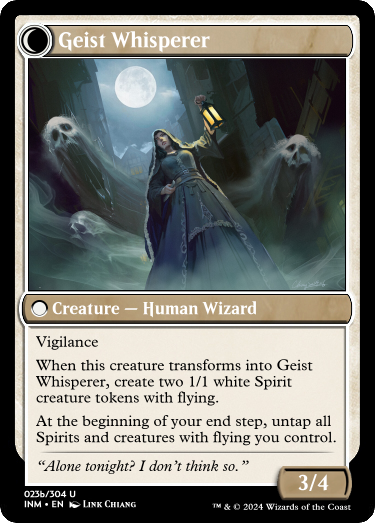 Geist Whisperer
Creature — Human Wizard
Vigilance
When this creature transforms into Geist
Whisperer, create two 1/1 white Spirit
creature tokens with flying.
At the beginning of your end step, untap all
Spirits and creatures with flying you control.
“Alone tonight? I don’t think so.”
3/4
023b/304 U
INM • EN Link Chiang
™ & © 2024 Wizards of the Coast